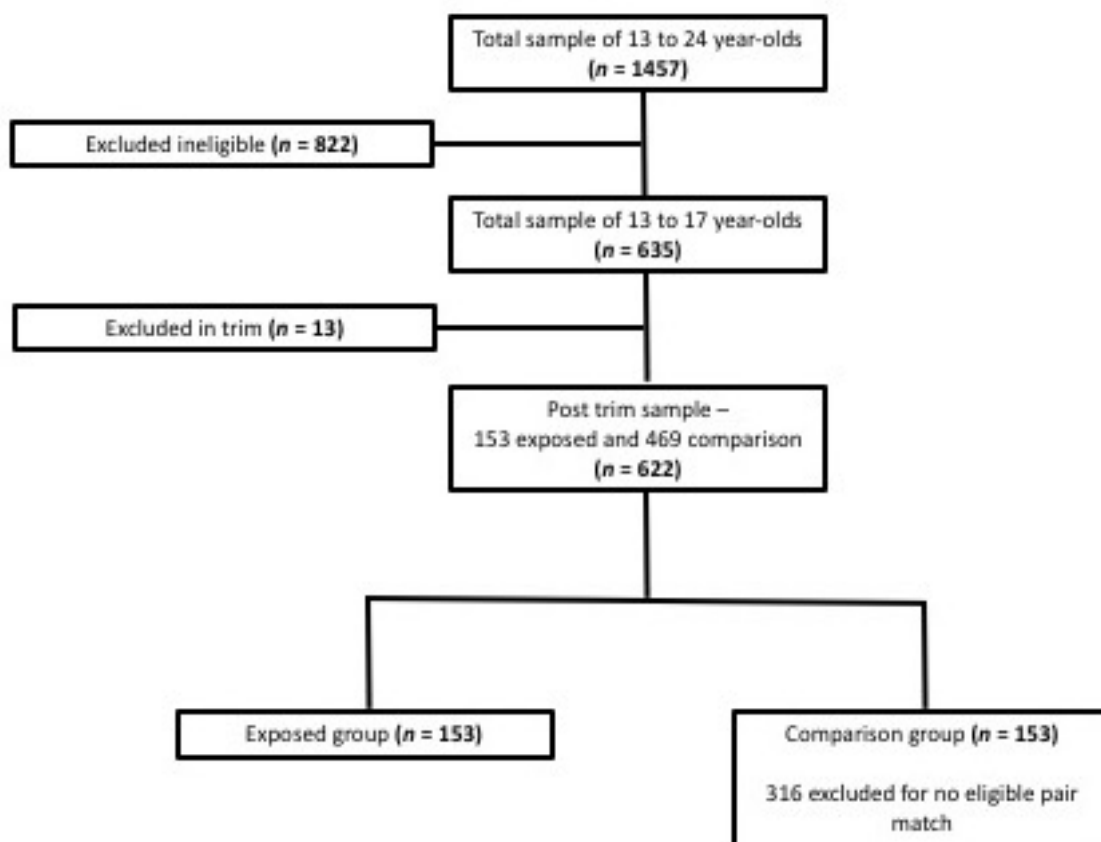 Total sample of 13 to 24 year-olds
(n = 1457)
Excluded ineligible (n = 822)
Total sample of 13 to 17 year-olds
(n = 635)
Excluded in trim (n = 13)
Post trim sample –
153 exposed and 469 comparison
(n = 622)
Exposed group (n = 153)
Comparison group (n = 153)
316 excluded for no eligible pair
match